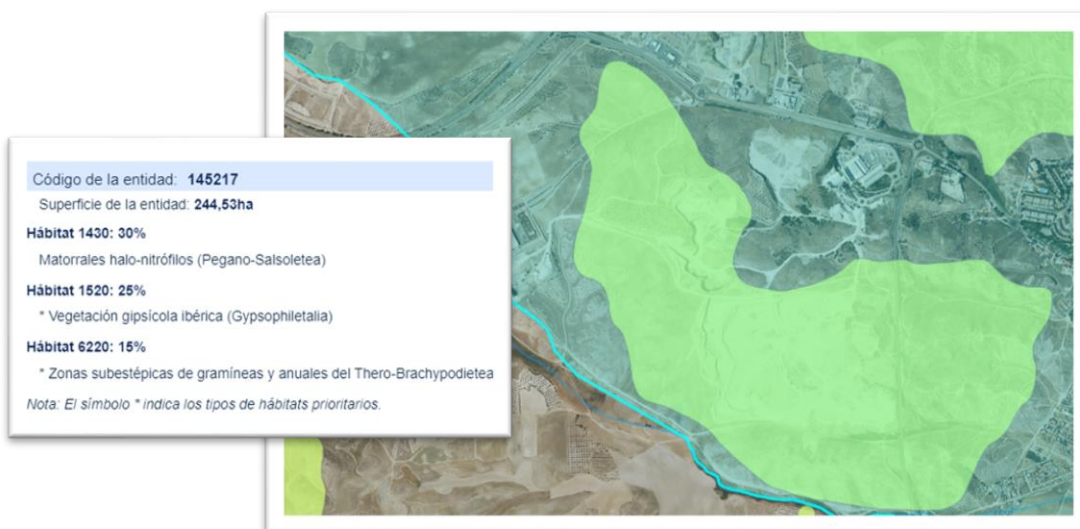 Código de la entidad: 145217
Superficie de la entidad: 244,53ha
Hábitat 1430: 30%
Matorrales halo-nitrófilos (Pegano-Salsoletea)
Hábitat 1520: 25%
* Vegetación gipsícola ibérica (Gypsophiletalia)
Hábitat 6220: 15%
* Zonas subestépicas de gramíneas y anuales del Thero-Brachypodietea
Nota: El símbolo * indica los tipos de hábitats prioritarios.